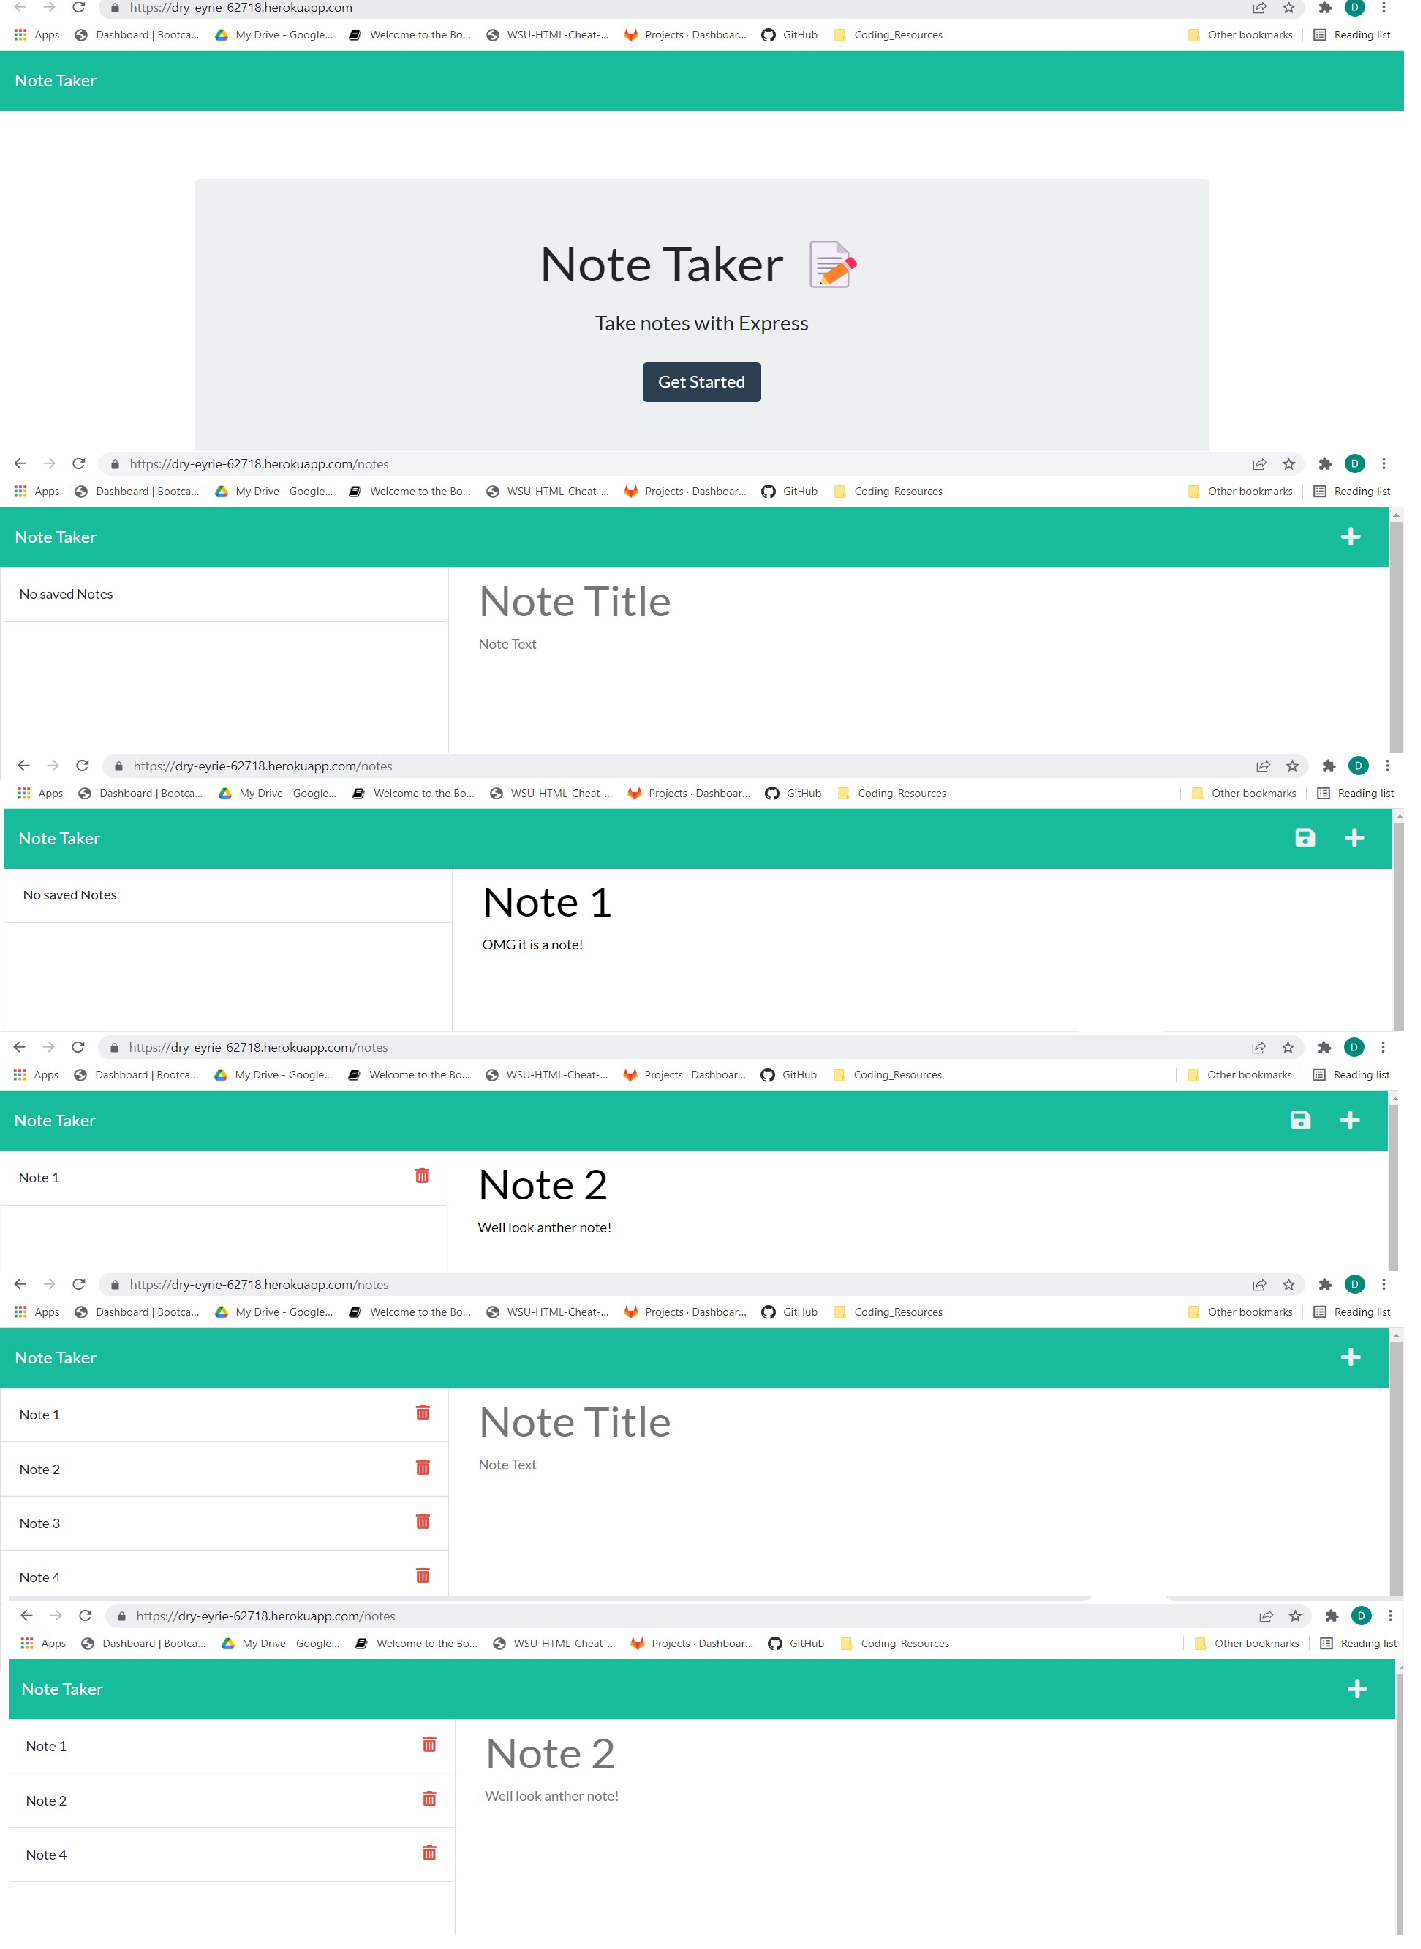 https://dry-eyrie-62718.herokuapp.com D
Apps Dashboard | Bootca... My Drive - Google... Welcome to the Bo... WSU-HTML-Cheat-... Projects · Dashboar... GitHub Coding_Resources Other bookmarks Reading list
Note Taker
Note Taker
Take notes with Express
Get Started
https://dry-eyrie-62718.herokuapp.com/notes D
Apps Dashboard | Bootca... My Drive - Google... Welcome to the Bo... WSU-HTML-Cheat-... Projects · Dashboar... GitHub Coding_Resources Other bookmarks Reading list
Note Taker
No saved Notes Note Title
Note Text
https://dry-eyrie-62718.herokuapp.com/notes D
Apps Dashboard | Bootca... My Drive - Google... Welcome to the Bo... WSU-HTML-Cheat-... Projects · Dashboar... GitHub Coding_Resources Other bookmarks Reading list
Note Taker
No saved Notes Note 1
OMG it is a note!
https://dry-eyrie-62718.herokuapp.com/notes D
Apps Dashboard | Bootca... My Drive - Google... Welcome to the Bo... WSU-HTML-Cheat-... Projects · Dashboar... GitHub Coding_Resources Other bookmarks Reading list
Note Taker
Note 1 Note 2
Well look anther note!
https://dry-eyrie-62718.herokuapp.com/notes D
Apps Dashboard | Bootca... My Drive - Google... Welcome to the Bo... WSU-HTML-Cheat-... Projects · Dashboar... GitHub Coding_Resources Other bookmarks Reading list
Note Taker
Note 1 Note Title
Note 2 Note Text
Note 3
Note 4
https://dry-eyrie-62718.herokuapp.com/notes D
Apps Dashboard | Bootca... My Drive - Google... Welcome to the Bo... WSU-HTML-Cheat-... Projects · Dashboar... GitHub Coding_Resources Other bookmarks Reading list
Note Taker
Note 1 Note 2
Note 2 Well look anther note!
Note 4